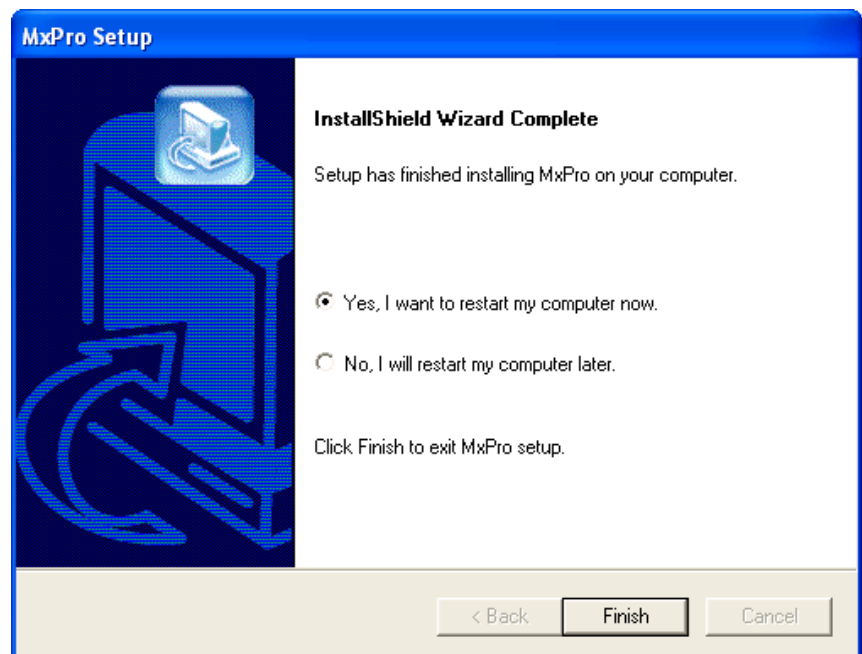 MxPro Setup
InstallShield Wizard Complete
Setup has finished installing MxPro on your computer.
Yes, I want to restart my computer now.
No, I will restart my computer later.
Click Finish to exit MxPro setup.
< Back
Finish
Cancel